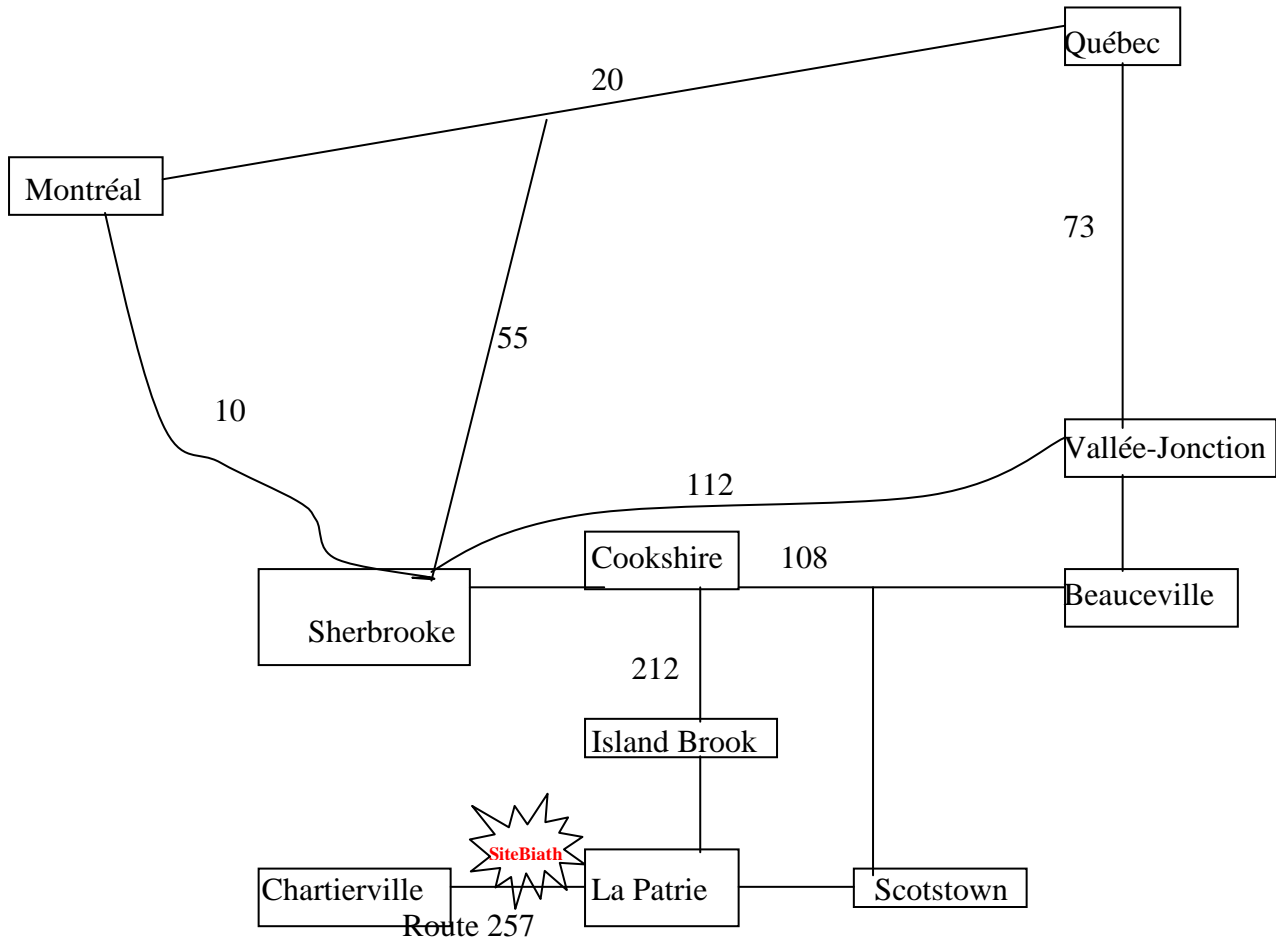 Québec
20
Montréal
73
55
10
Vallée-Jonction
112
Cookshire
108
Beauceville
Sherbrooke
212
Island Brook
SiteBiath
Chartierville
La Patrie
Scotstown
Route 257